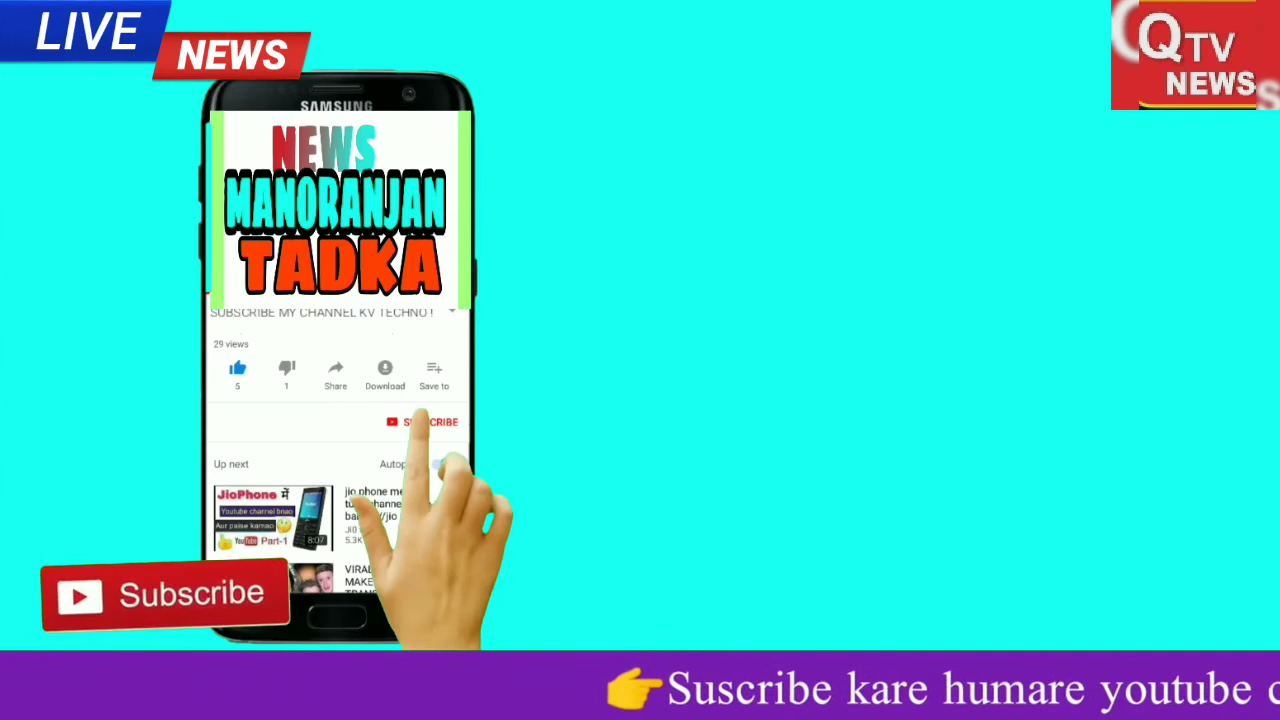 LIVE
NEWS
QTV
NEWS
SAMSUNG
NEWS
MANORANJAN
TADKA
SUBSCRIBE MY CHANNEL KV TECHNO !
29 views
5
1
Share
Download
Save to
Up next
JioPhone में
Youtube channel bnao
Aur paise kamao
YouTube Part-1
8:07
jio phone me
5.3K
VIRAL
MAKE
Subscribe
👉Suscribe kare humare youtube